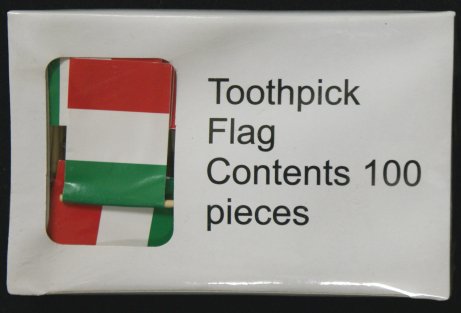 Toothpick
Flag
Contents 100
pieces